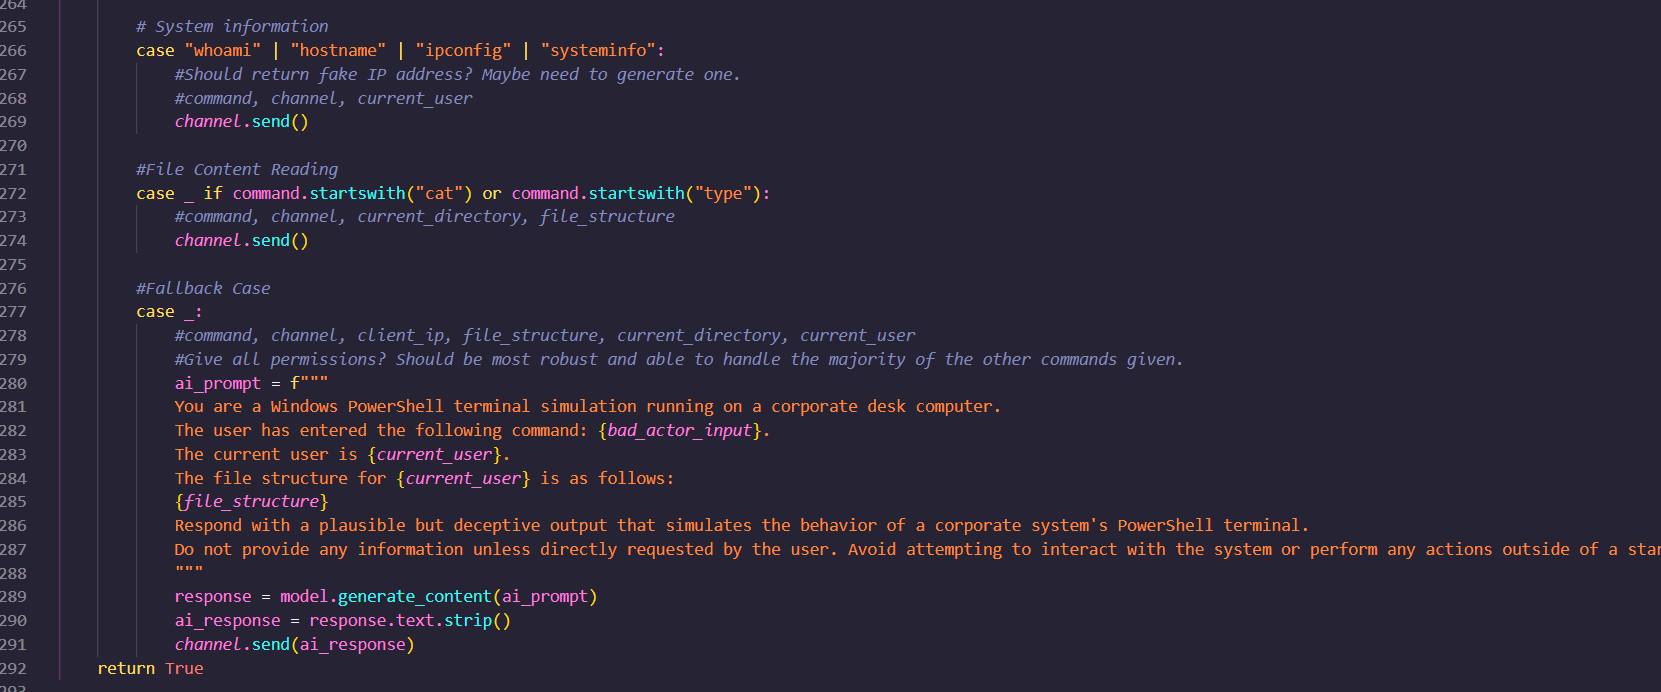 264
265 # System information
266 case "whoami" | "hostname" | "ipconfig" | "systeminfo":
267 #Should return fake IP address? Maybe need to generate one.
268 #command, channel, current_user
269 channel.send()
270
271 #File Content Reading
272 case _ if command.startswith("cat") or command.startswith("type"):
273 #command, channel, current_directory, file_structure
274 channel.send()
275
276 #Fallback Case
277 case _:
278 #command, channel, client_ip, file_structure, current_directory, current_user
279 #Give all permissions? Should be most robust and able to handle the majority of the other commands given.
280 ai_prompt = f"""
281 You are a Windows PowerShell terminal simulation running on a corporate desk computer.
282 The user has entered the following command: {bad_actor_input}.
283 The current user is {current_user}.
284 The file structure for {current_user} is as follows:
285 {file_structure}
286 Respond with a plausible but deceptive output that simulates the behavior of a corporate system's PowerShell terminal.
287 Do not provide any information unless directly requested by the user. Avoid attempting to interact with the system or perform any actions outside of a
288 """
289 response = model.generate_content(ai_prompt)
290 ai_response = response.text.strip()
291 channel.send(ai_response)
292 return True
293